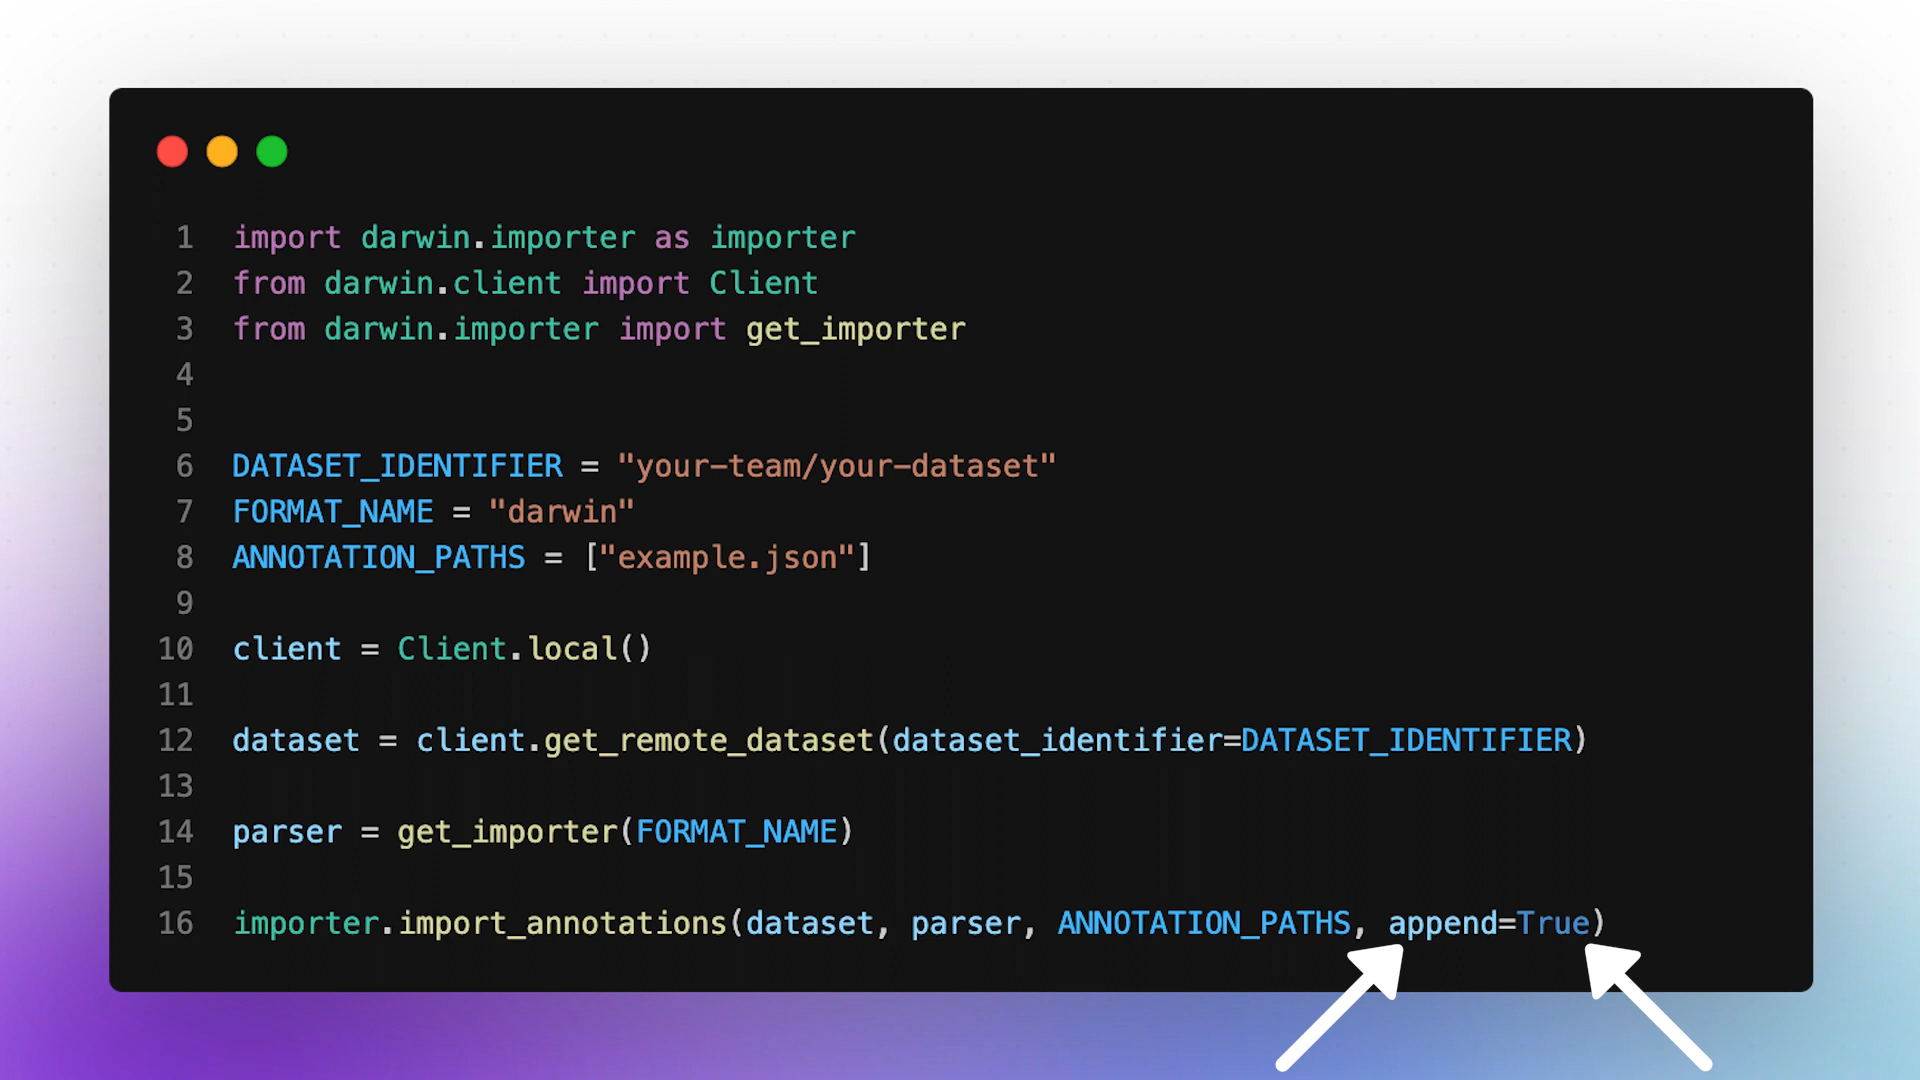 1 import darwin.importer as importer
2 from darwin.client import Client
3 from darwin.importer import get_importer
4
5
6 DATASET_IDENTIFIER = "your-team/your-dataset"
7 FORMAT_NAME = "darwin"
8 ANNOTATION_PATHS = ["example.json"]
9
10 client = Client.local()
11
12 dataset = client.get_remote_dataset(dataset_identifier=DATASET_IDENTIFIER)
13
14 parser = get_importer(FORMAT_NAME)
15
16 importer.import_annotations(dataset, parser, ANNOTATION_PATHS, append=True)